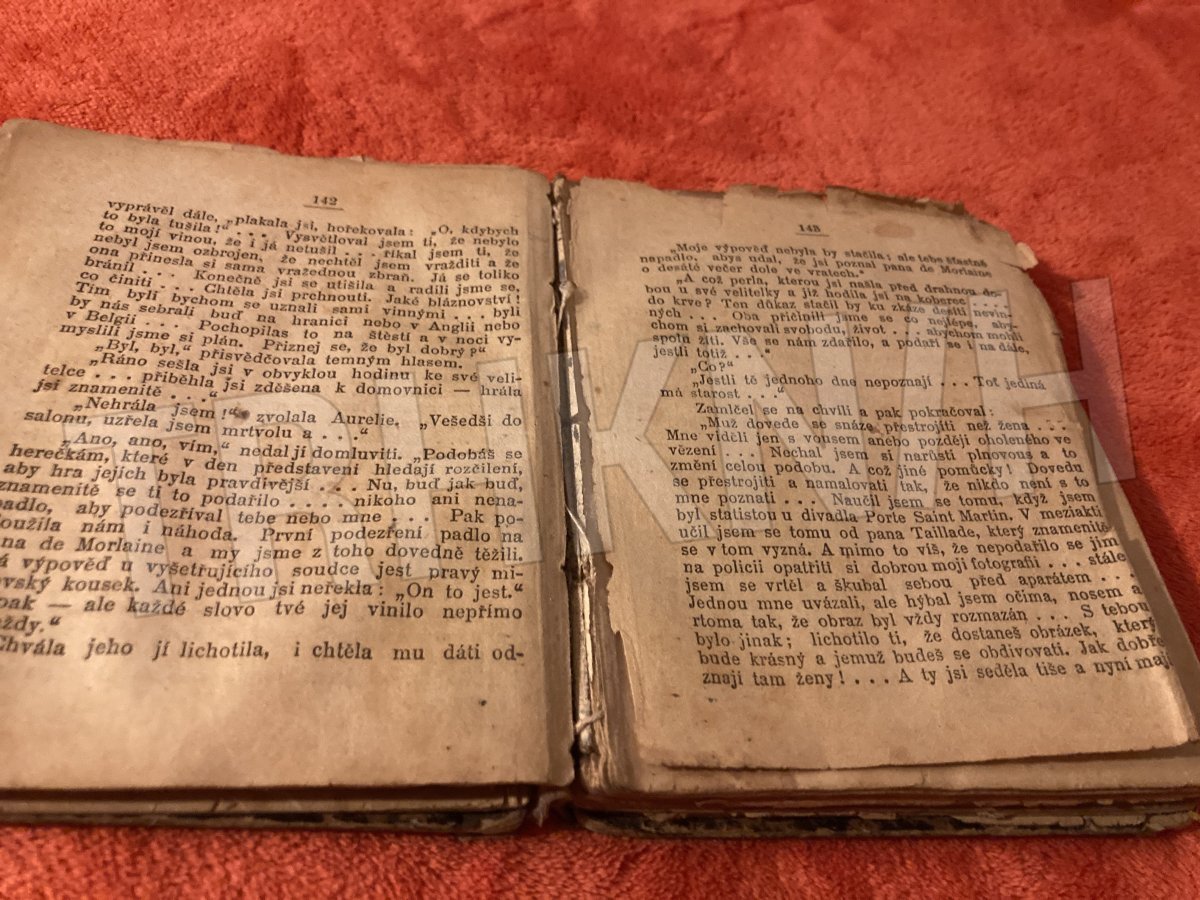 142
vyprávěl dále, „plakala jsi, hořekovala: „O, kdybych
to byla tušila!“ . . . Vysvětloval jsem ti, že nebylo
to mojí vinou, že i já netušil . . . říkal jsem ti, že
nebyl jsem ozbrojen, že nechtěl jsem vražditi a že
ona přinesla si sama vražednou zbraň. Já se toliko
bránil . . . Konečně jsi se utišila a radili jsme se,
co činiti . . . Chtěla jsi prchnouti. Jaké bláznovství!
Tím byli bychom se uznali sami vinnými . . . byli
by nás sebrali buď na hranici nebo v Anglii nebo
v Belgii . . . Pochopilas to na štěstí a v noci vy-
myslili jsme si plán. Přiznej se, že byl dobrý?“
„Byl, byl,“ přisvědčovala temným hlasem.
„Ráno sešla jsi v obvyklou hodinu ke své veli-
telce . . . přiběhla jsi zděšena k domovnici — hrála
jsi znamenitě . . .“
„Nehrála jsem!“ zvolala Aurelie. „Vešedši do
salonu, uzřela jsem mrtvolu a . . .“
„Ano, ano, vím,“ nedal jí domluviti. „Podobáš se
herečkám, které v den představení hledají rozčilení,
aby hra jejich byla pravdivější . . . Nu, buď jak buď,
znamenitě se ti to podařilo . . . . nikoho ani nena-
padlo, aby podezříval tebe nebo mne . . . Pak po-
loužila nám i náhoda. První podezření padlo na
na de Morlaine a my jsme z toho dovedně těžili.
á výpověď u vyšetřujícího soudce jest pravý mi-
ovský kousek. Ani jednou jsi neřekla: „On to jest.“
opak — ale každé slovo tvé jej vinilo nepřímo
aždy.“
Chvála jeho jí lichotila, i chtěla mu dáti od-
143
„Moje výpověď nebyla by stačila; ale tebe šťastně
napadlo, abys udal, že jsi poznal pana de Morlaine
o desáté večer dole ve vratech.“
„A což perla, kterou jsi našla před drahnou do-
bou u své velitelky a již hodila jsi na koberec . . . .
do krve? Ten důkaz stačil by ku zkáze desíti nevin-
ných . . . Oba přičinili jsme se co nejlépe, aby-
chom si zachovali svobodu, život . . . abychom mohli
spolu žíti. Vše se nám zdařilo, a podaří se i na dále,
jestli totiž . . .“
„Co?“
„Jestli tě jednoho dne nepoznají . . . Toť jediná
má starost . . .“
Zamlčel se na chvíli a pak pokračoval:
„Muž dovede se snáze přestrojiti než žena . . .
Mne viděli jen s vousem anebo později oholeného ve
vězení . . . Nechal jsem si narůsti plnovous a to
změní celou podobu. A což jiné pomůcky! Dovedu
se přestrojiti a namalovati tak, že nikdo není s to
mne poznati . . . Naučil jsem se tomu, když jsem
byl statistou u divadla Porte Saint Martin. V meziaktí
učil jsem se tomu od pana Taillade, který znamenitě
se v tom vyzná. A mimo to víš, že nepodařilo se jim
na policii opatřiti si dobrou moji fotografii . . . stále
jsem se vrtěl a škubal sebou před aparátem . . .
Jednou mne uvázali, ale hýbal jsem očima, nosem a
rtoma tak, že obraz byl vždy rozmazán . . . S tebou
bylo jinak; lichotilo ti, že dostaneš obrázek, který
bude krásný a jemuž budeš se obdivovati. Jak dobře
znají tam ženy! . . . A ty jsi seděla tiše a nyní mají